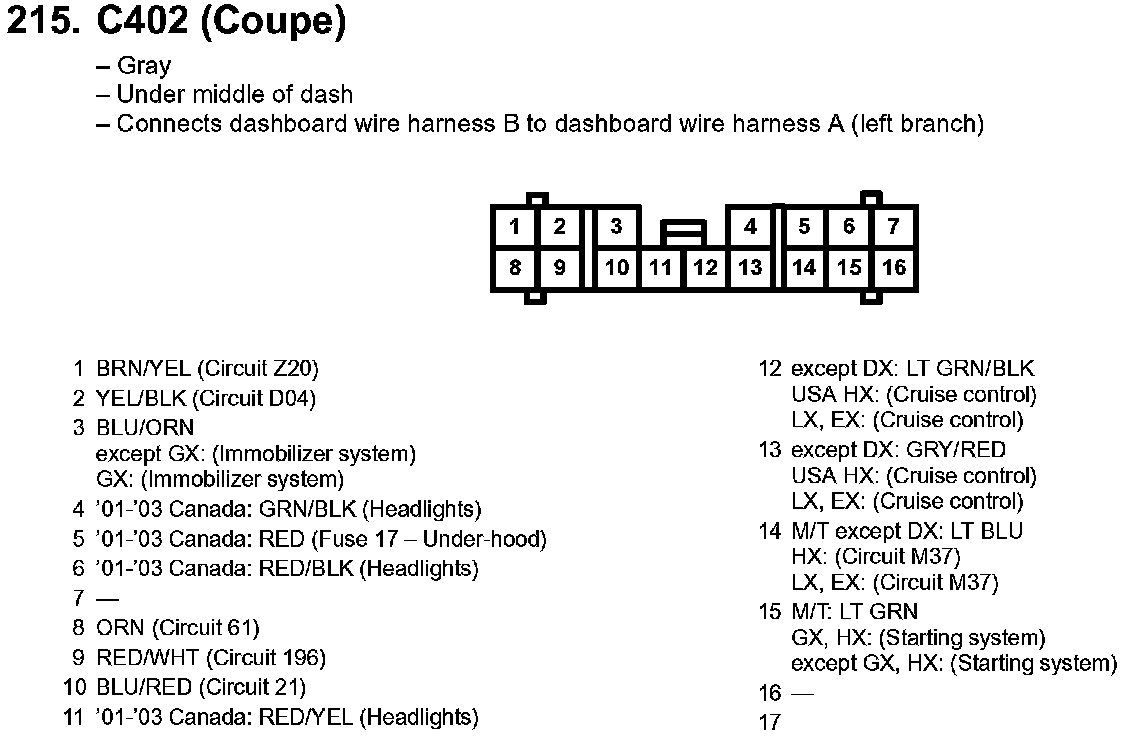 215. C402 (Coupe)
– Gray
– Under middle of dash
– Connects dashboard wire harness B to dashboard wire harness A (left branch)
1 2 3 4 5 6 7
8 9 10 11 12 13 14 15 16
1 BRN/YEL (Circuit Z20)
2 YEL/BLK (Circuit D04)
3 BLU/ORN
except GX: (Immobilizer system)
GX: (Immobilizer system)
4 ’01-’03 Canada: GRN/BLK (Headlights)
5 ’01-’03 Canada: RED (Fuse 17 – Under-hood)
6 ’01-’03 Canada: RED/BLK (Headlights)
7 —
8 ORN (Circuit 61)
9 RED/WHT (Circuit 196)
10 BLU/RED (Circuit 21)
11 ’01-’03 Canada: RED/YEL (Headlights)
12 except DX: LT GRN/BLK
USA HX: (Cruise control)
LX, EX: (Cruise control)
13 except DX: GRY/RED
USA HX: (Cruise control)
LX, EX: (Cruise control)
14 M/T except DX: LT BLU
HX: (Circuit M37)
LX, EX: (Circuit M37)
15 M/T: LT GRN
GX, HX: (Starting system)
except GX, HX: (Starting system)
16 —
17